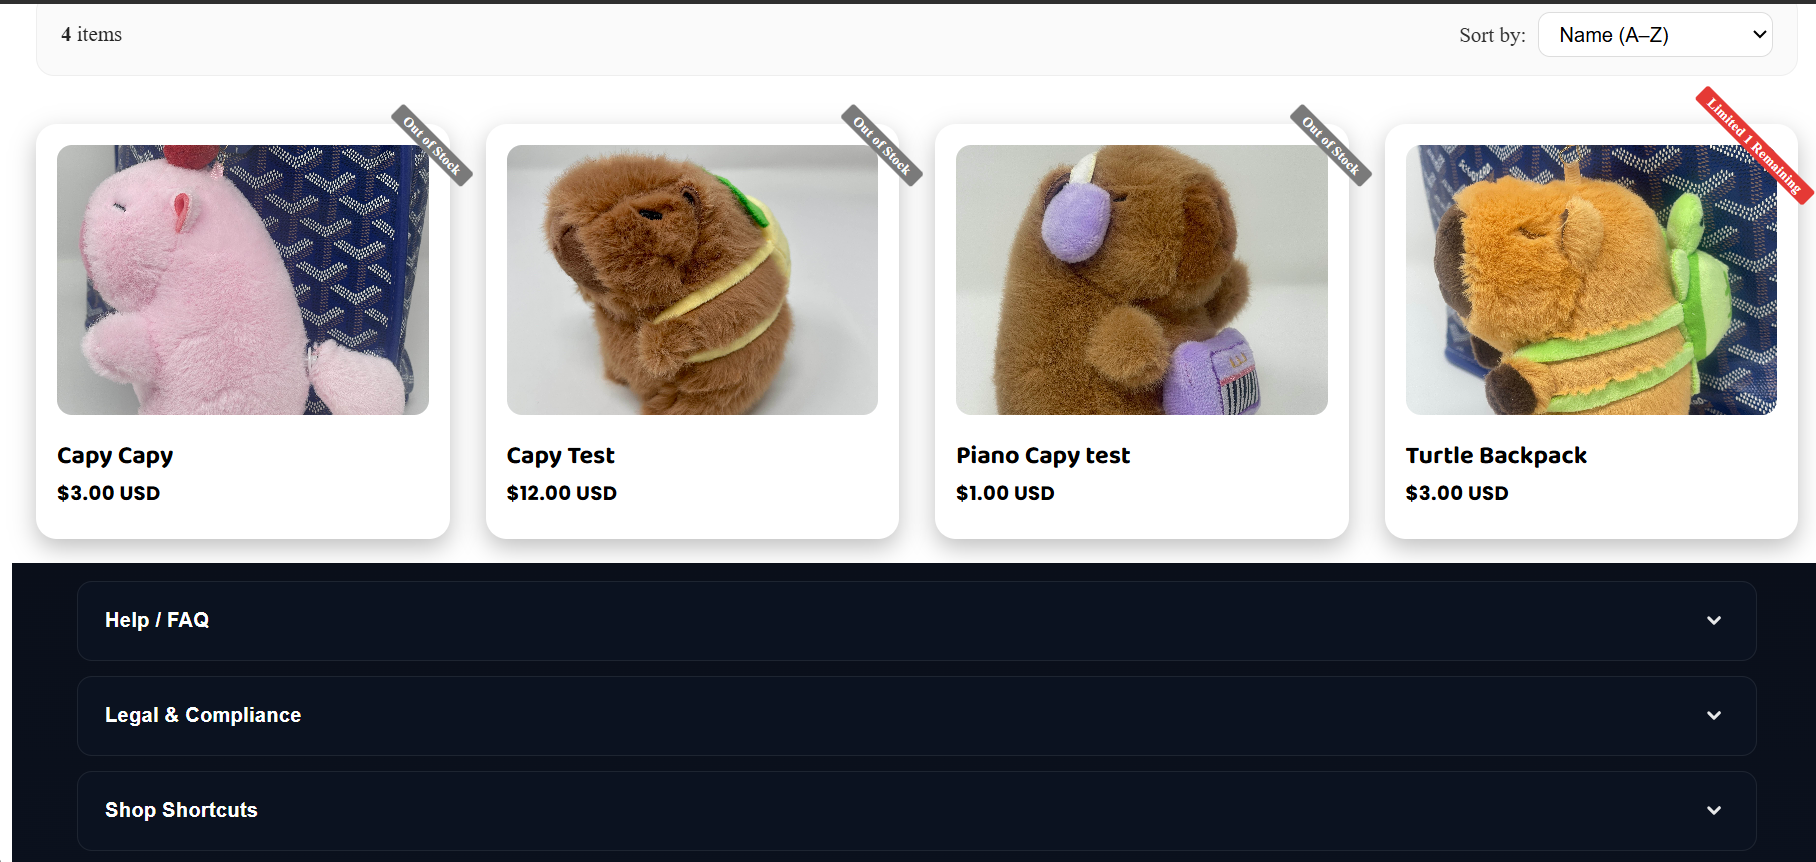 4 items
Sort by: Name (A–Z)
Out of Stock
Out of Stock
Out of Stock
Limited 1 Remaining
Capy Capy
$3.00 USD
Capy Test
$12.00 USD
Piano Capy test
$1.00 USD
Turtle Backpack
$3.00 USD
Help / FAQ
Legal & Compliance
Shop Shortcuts